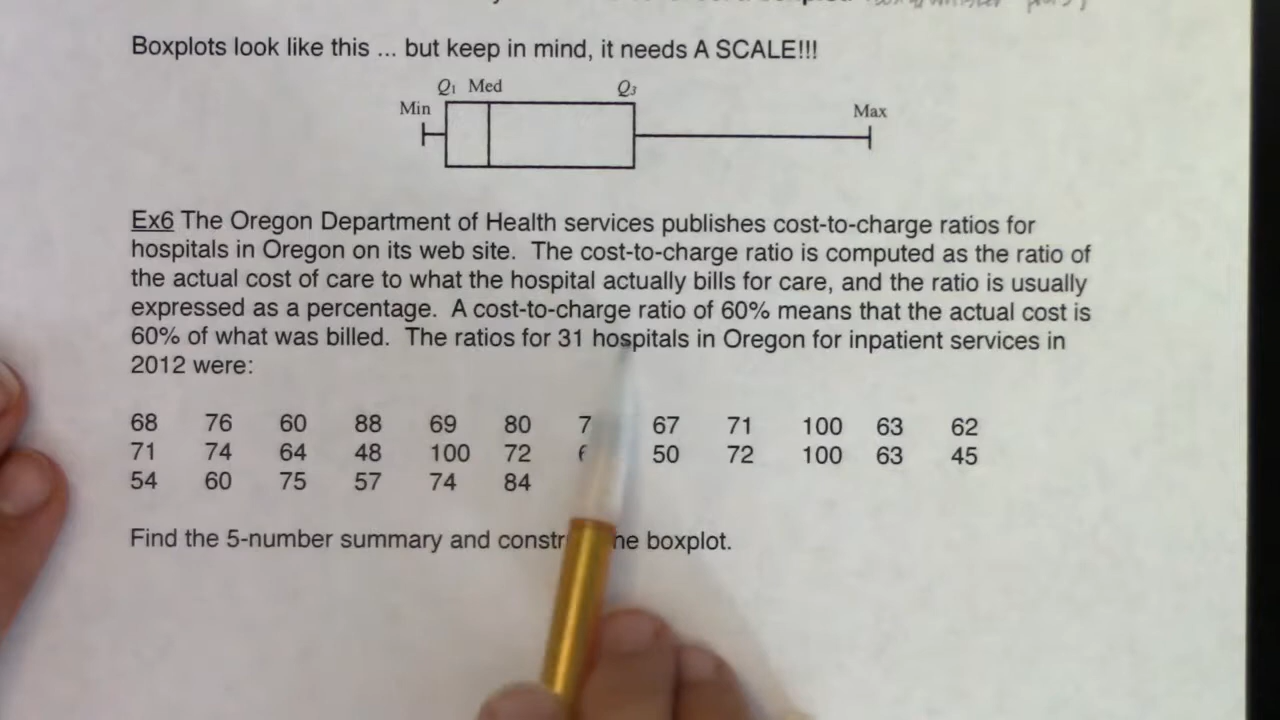 Boxplots look like this ... but keep in mind, it needs A SCALE!!!
Q1 Med Q3
Min Max
Ex6 The Oregon Department of Health services publishes cost-to-charge ratios for
hospitals in Oregon on its web site. The cost-to-charge ratio is computed as the ratio of
the actual cost of care to what the hospital actually bills for care, and the ratio is usually
expressed as a percentage. A cost-to-charge ratio of 60% means that the actual cost is
60% of what was billed. The ratios for 31 hospitals in Oregon for inpatient services in
2012 were:
68 76 60 88 69 80 67 71 100 63 62
71 74 64 48 100 72 50 72 100 63 45
54 60 75 57 74 84
Find the 5-number summary and boxplot.